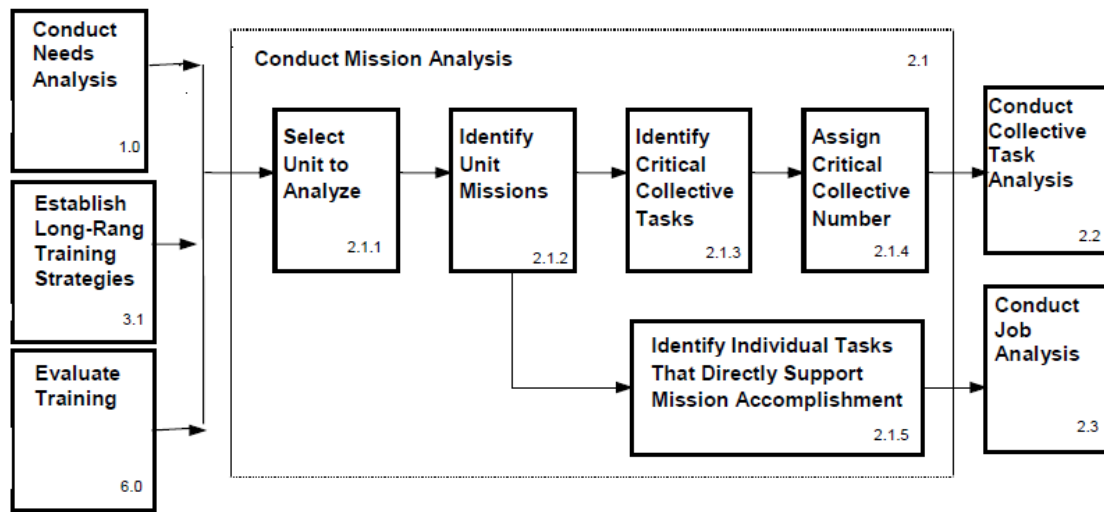 Conduct
Needs
Analysis
1.0
Establish
Long-Rang
Training
Strategies
3.1
Evaluate
Training
6.0
Conduct Mission Analysis
2.1
Select
Unit to
Analyze
2.1.1
Identify
Unit
Missions
2.1.2
Identify
Critical
Collective
Tasks
2.1.3
Assign
Critical
Collective
Number
2.1.4
Identify Individual Tasks
That Directly Support
Mission Accomplishment
2.1.5
Conduct
Collective
Task
Analysis
2.2
Conduct
Job
Analysis
2.3